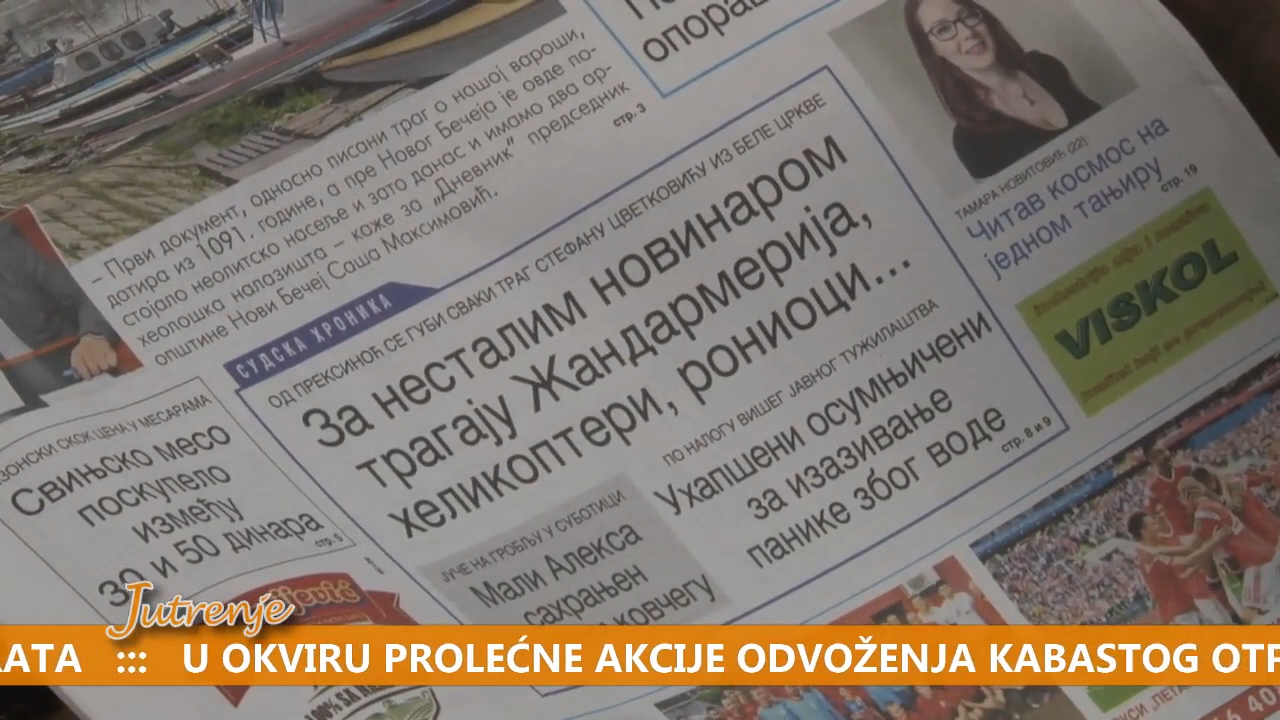 опорав
– Први документ, односно писани траг о нашој вароши,
датира из 1091. године, а пре Новог Бечеја је овде по-
стојало неолитско насеље и зато данас и имамо два ар-
хеолошка налазишта – каже за „Дневник” председник
општине Нови Бечеј Саша Максимовић.
стр. 3
ТАМАРА НОВИТОВИЋ (22):
Читав космос на
једном тањиру
стр. 19
VISKOL
СУДСКА ХРОНИКА
ОД ПРЕКСИНОЋ СЕ ГУБИ СВАКИ ТРАГ СТЕФАНУ ЦВЕТКОВИЋУ ИЗ БЕЛЕ ЦРКВЕ
За несталим новинаром
трагају Жандармерија,
хеликоптери, рониоци...
ПО НАЛОГУ ВИШЕГ ЈАВНОГ ТУЖИЛАШТВА
Ухапшени осумњичени
за изазивање
панике због воде
стр. 8 и 9
ЈУЧЕ НА ГРОБЉУ У СУБОТИЦИ
Мали Алекса
сахрањен
ковчегу
ЗОНСКИ СКОК ЦЕНА У МЕСАРАМА
Свињско месо
поскупело
између
30 и 50 динара
стр. 5
Jutrenje
ATA ::: U OKVIRU PROLEĆNE AKCIJE ODVOŽENJA KABASTOG OT